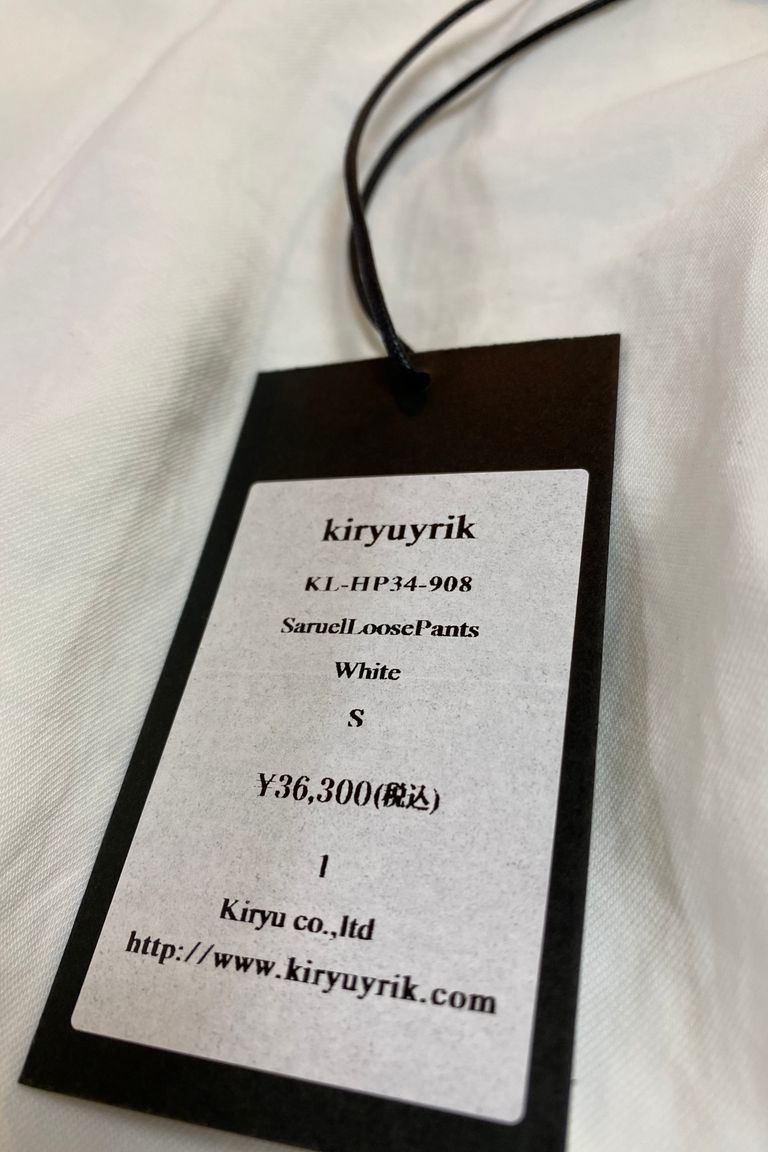 kiryuyrik
KL-HP34-908
SaruelLoosePants
White
S
¥36,300(税込)
1
Kiryu co.,ltd
http://www.kiryuyrik.com